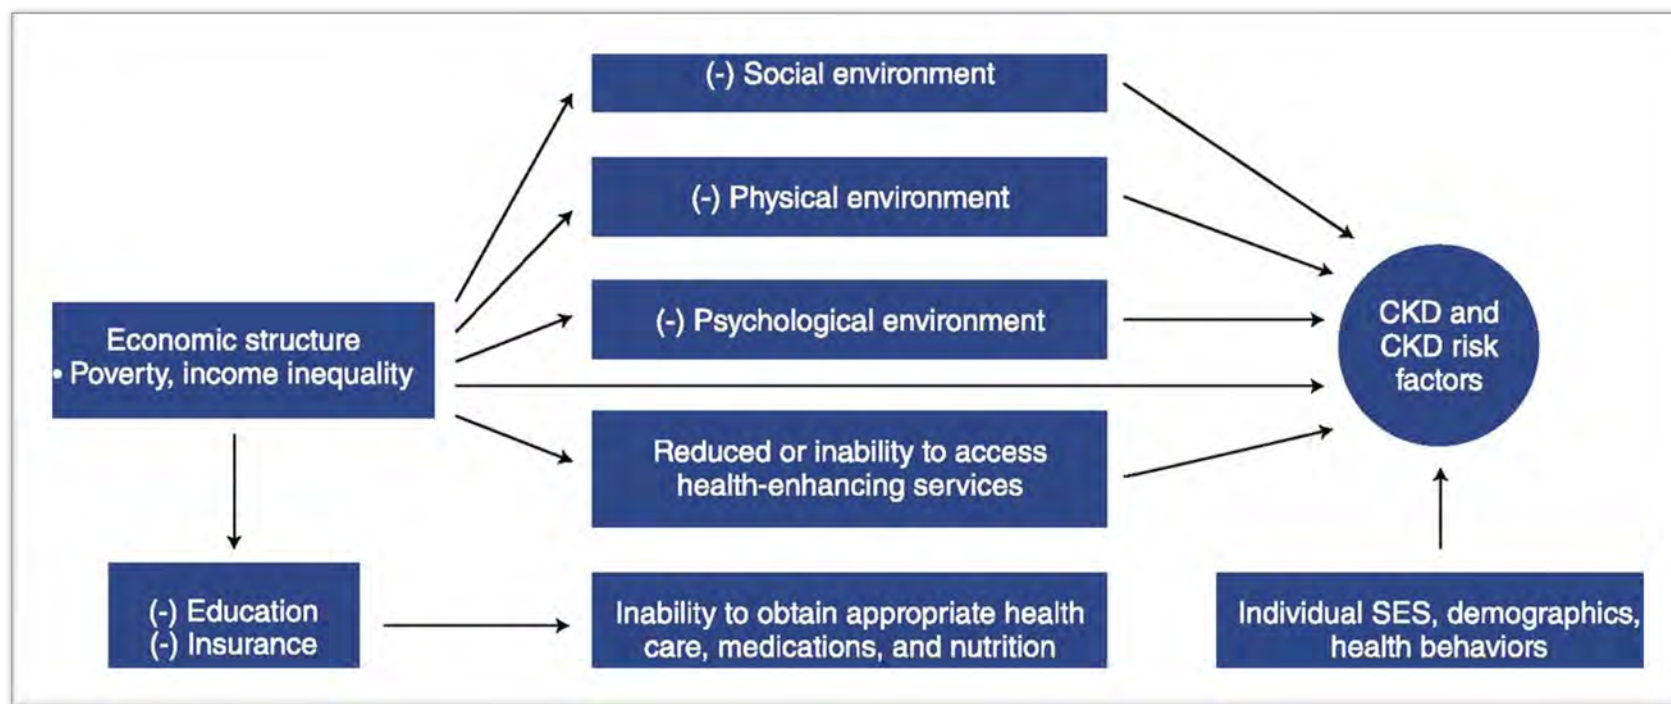 (-) Social environment
(-) Physical environment
(-) Psychological environment
Economic structure
• Poverty, income inequality
CKD and
CKD risk
factors
Reduced or inability to access
health-enhancing services
(-) Education
(-) Insurance
Inability to obtain appropriate health
care, medications, and nutrition
Individual SES, demographics,
health behaviors